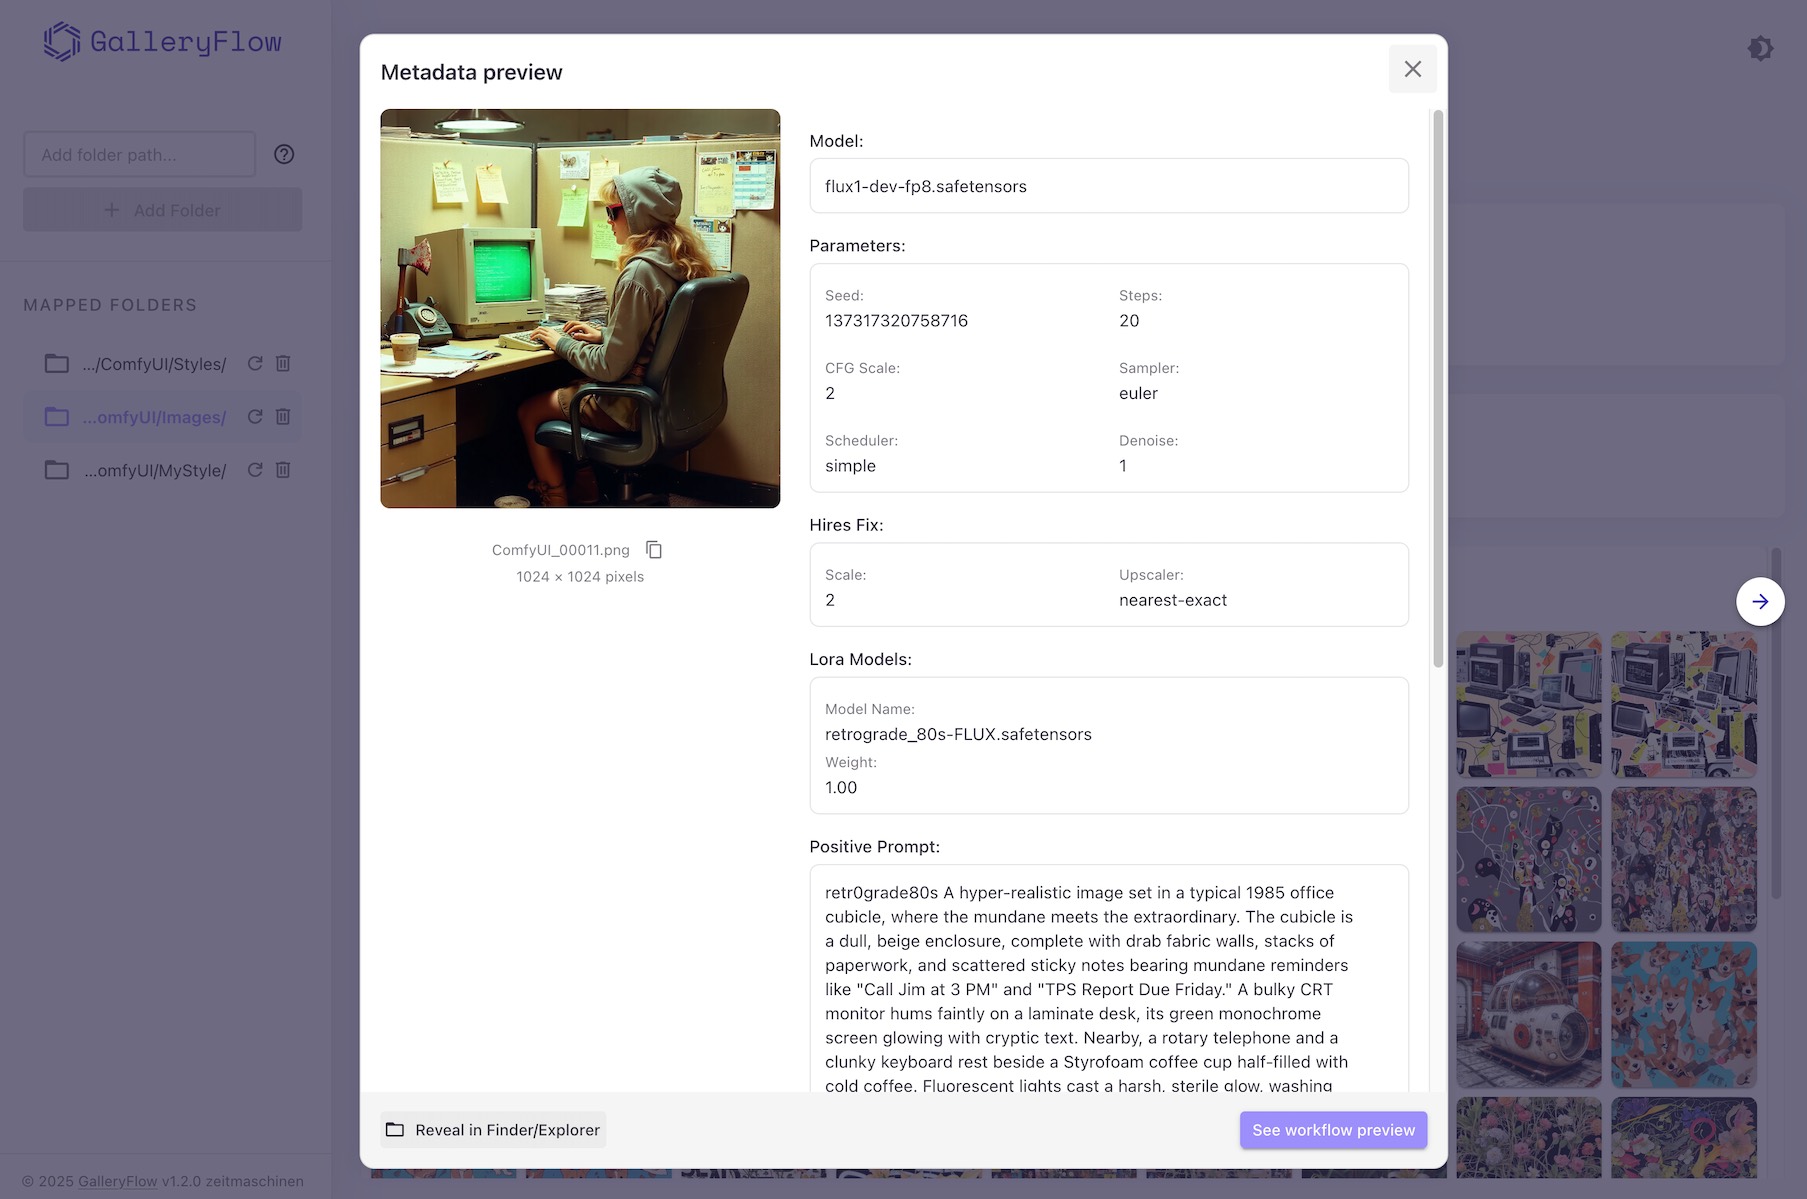 GalleryFlow
Add folder path...
+ Add Folder
MAPPED FOLDERS
.../ComfyUI/Styles/
...omfyUI/Images/
...omfyUI/MyStyle/
© 2025 GalleryFlow v1.2.0 zeitmaschinen
Metadata preview
ComfyUI_00011.png
1024 × 1024 pixels
Model:
flux1-dev-fp8.safetensors
Parameters:
Seed:
137317320758716
Steps:
20
CFG Scale:
2
Sampler:
euler
Scheduler:
simple
Denoise:
1
Hires Fix:
Scale:
2
Upscaler:
nearest-exact
Lora Models:
Model Name:
retrograde_80s-FLUX.safetensors
Weight:
1.00
Positive Prompt:
retr0grade80s A hyper-realistic image set in a typical 1985 office
cubicle, where the mundane meets the extraordinary. The cubicle is
a dull, beige enclosure, complete with drab fabric walls, stacks of
paperwork, and scattered sticky notes bearing mundane reminders
like "Call Jim at 3 PM" and "TPS Report Due Friday." A bulky CRT
monitor hums faintly on a laminate desk, its green monochrome
screen glowing with cryptic text. Nearby, a rotary telephone and a
clunky keyboard rest beside a Styrofoam coffee cup half-filled with
cold coffee. Fluorescent lights cast a harsh, sterile glow, washing
Reveal in Finder/Explorer
See workflow preview